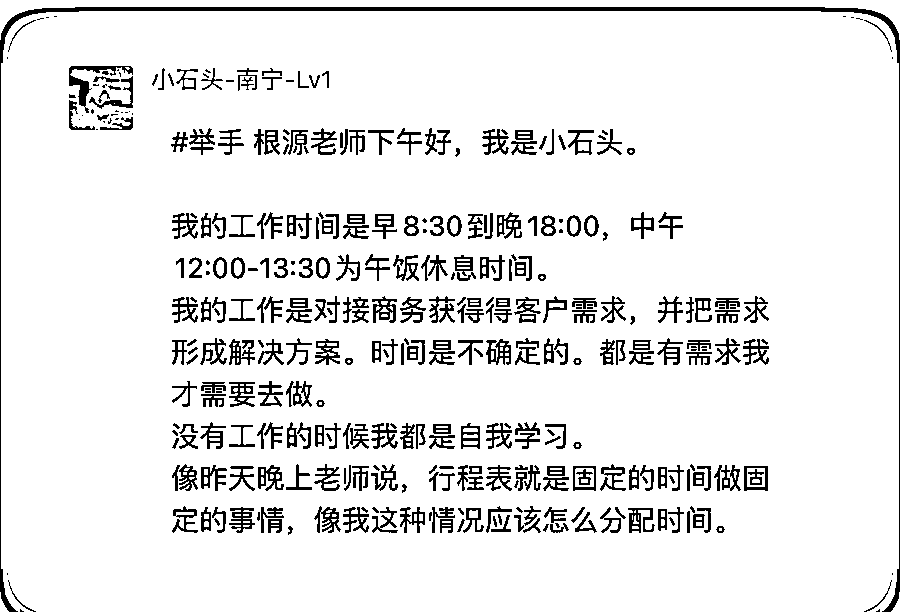 小石头-南宁-Lv1
#举手 根源老师下午好，我是小石头。
我的工作时间是早8:30到晚18:00，中午
12:00-13:30为午饭休息时间。
我的工作是对接商务获得得客户需求，并把需求
形成解决方案。时间是不确定的。都是有需求我
才需要去做。
没有工作的时候我都是自我学习。
像昨天晚上老师说，行程表就是固定的时间做固
定的事情，像我这种情况应该怎么分配时间。